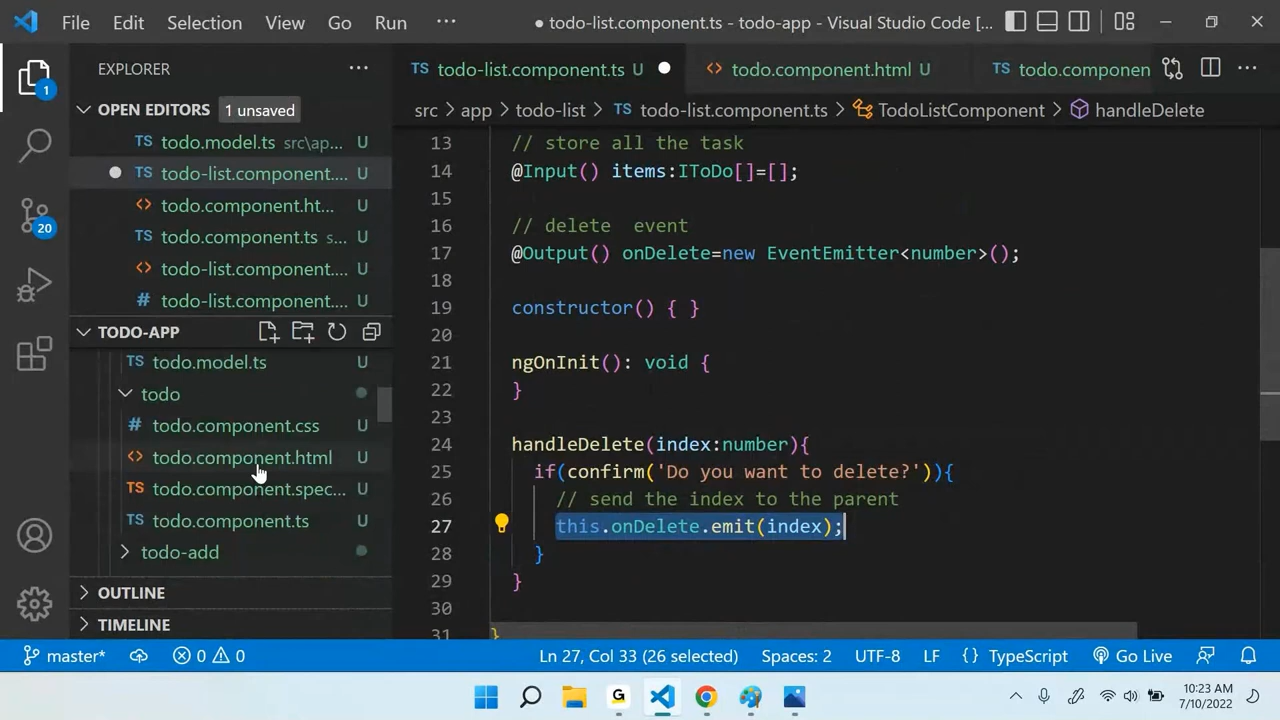 File Edit Selection View Go Run ··· ● todo-list.component.ts - todo-app - Visual Studio Code [...
EXPLORER ···
OPEN EDITORS 1 unsaved
TS todo.model.ts src\ap... U
● TS todo-list.component.... U
<> todo.component.ht... U
TS todo.component.ts s... U
<> todo-list.component.... U
# todo-list.component.... U
TODO-APP
TS todo.model.ts U
todo
# todo.component.css U
<> todo.component.html U
TS todo.component.spec... U
TS todo.component.ts U
todo-add
OUTLINE
TIMELINE
1
20
TS todo-list.component.ts U ● <> todo.component.html U TS todo.componen ···
src > app > todo-list > TS todo-list.component.ts > TodoListComponent > handleDelete
13 // store all the task
14 @Input() items:IToDo[]=[];
15
16 // delete  event
17 @Output() onDelete=new EventEmitter<number>();
18
19 constructor() { }
20
21 ngOnInit(): void {
22 }
23
24 handleDelete(index:number){
25 if(confirm('Do you want to delete?')){
26 // send the index to the parent
27 this.onDelete.emit(index);
28 }
29 }
30
31 }
master* 0 0 Ln 27, Col 33 (26 selected) Spaces: 2 UTF-8 LF {} TypeScript Go Live
G
10:23 AM
7/10/2022